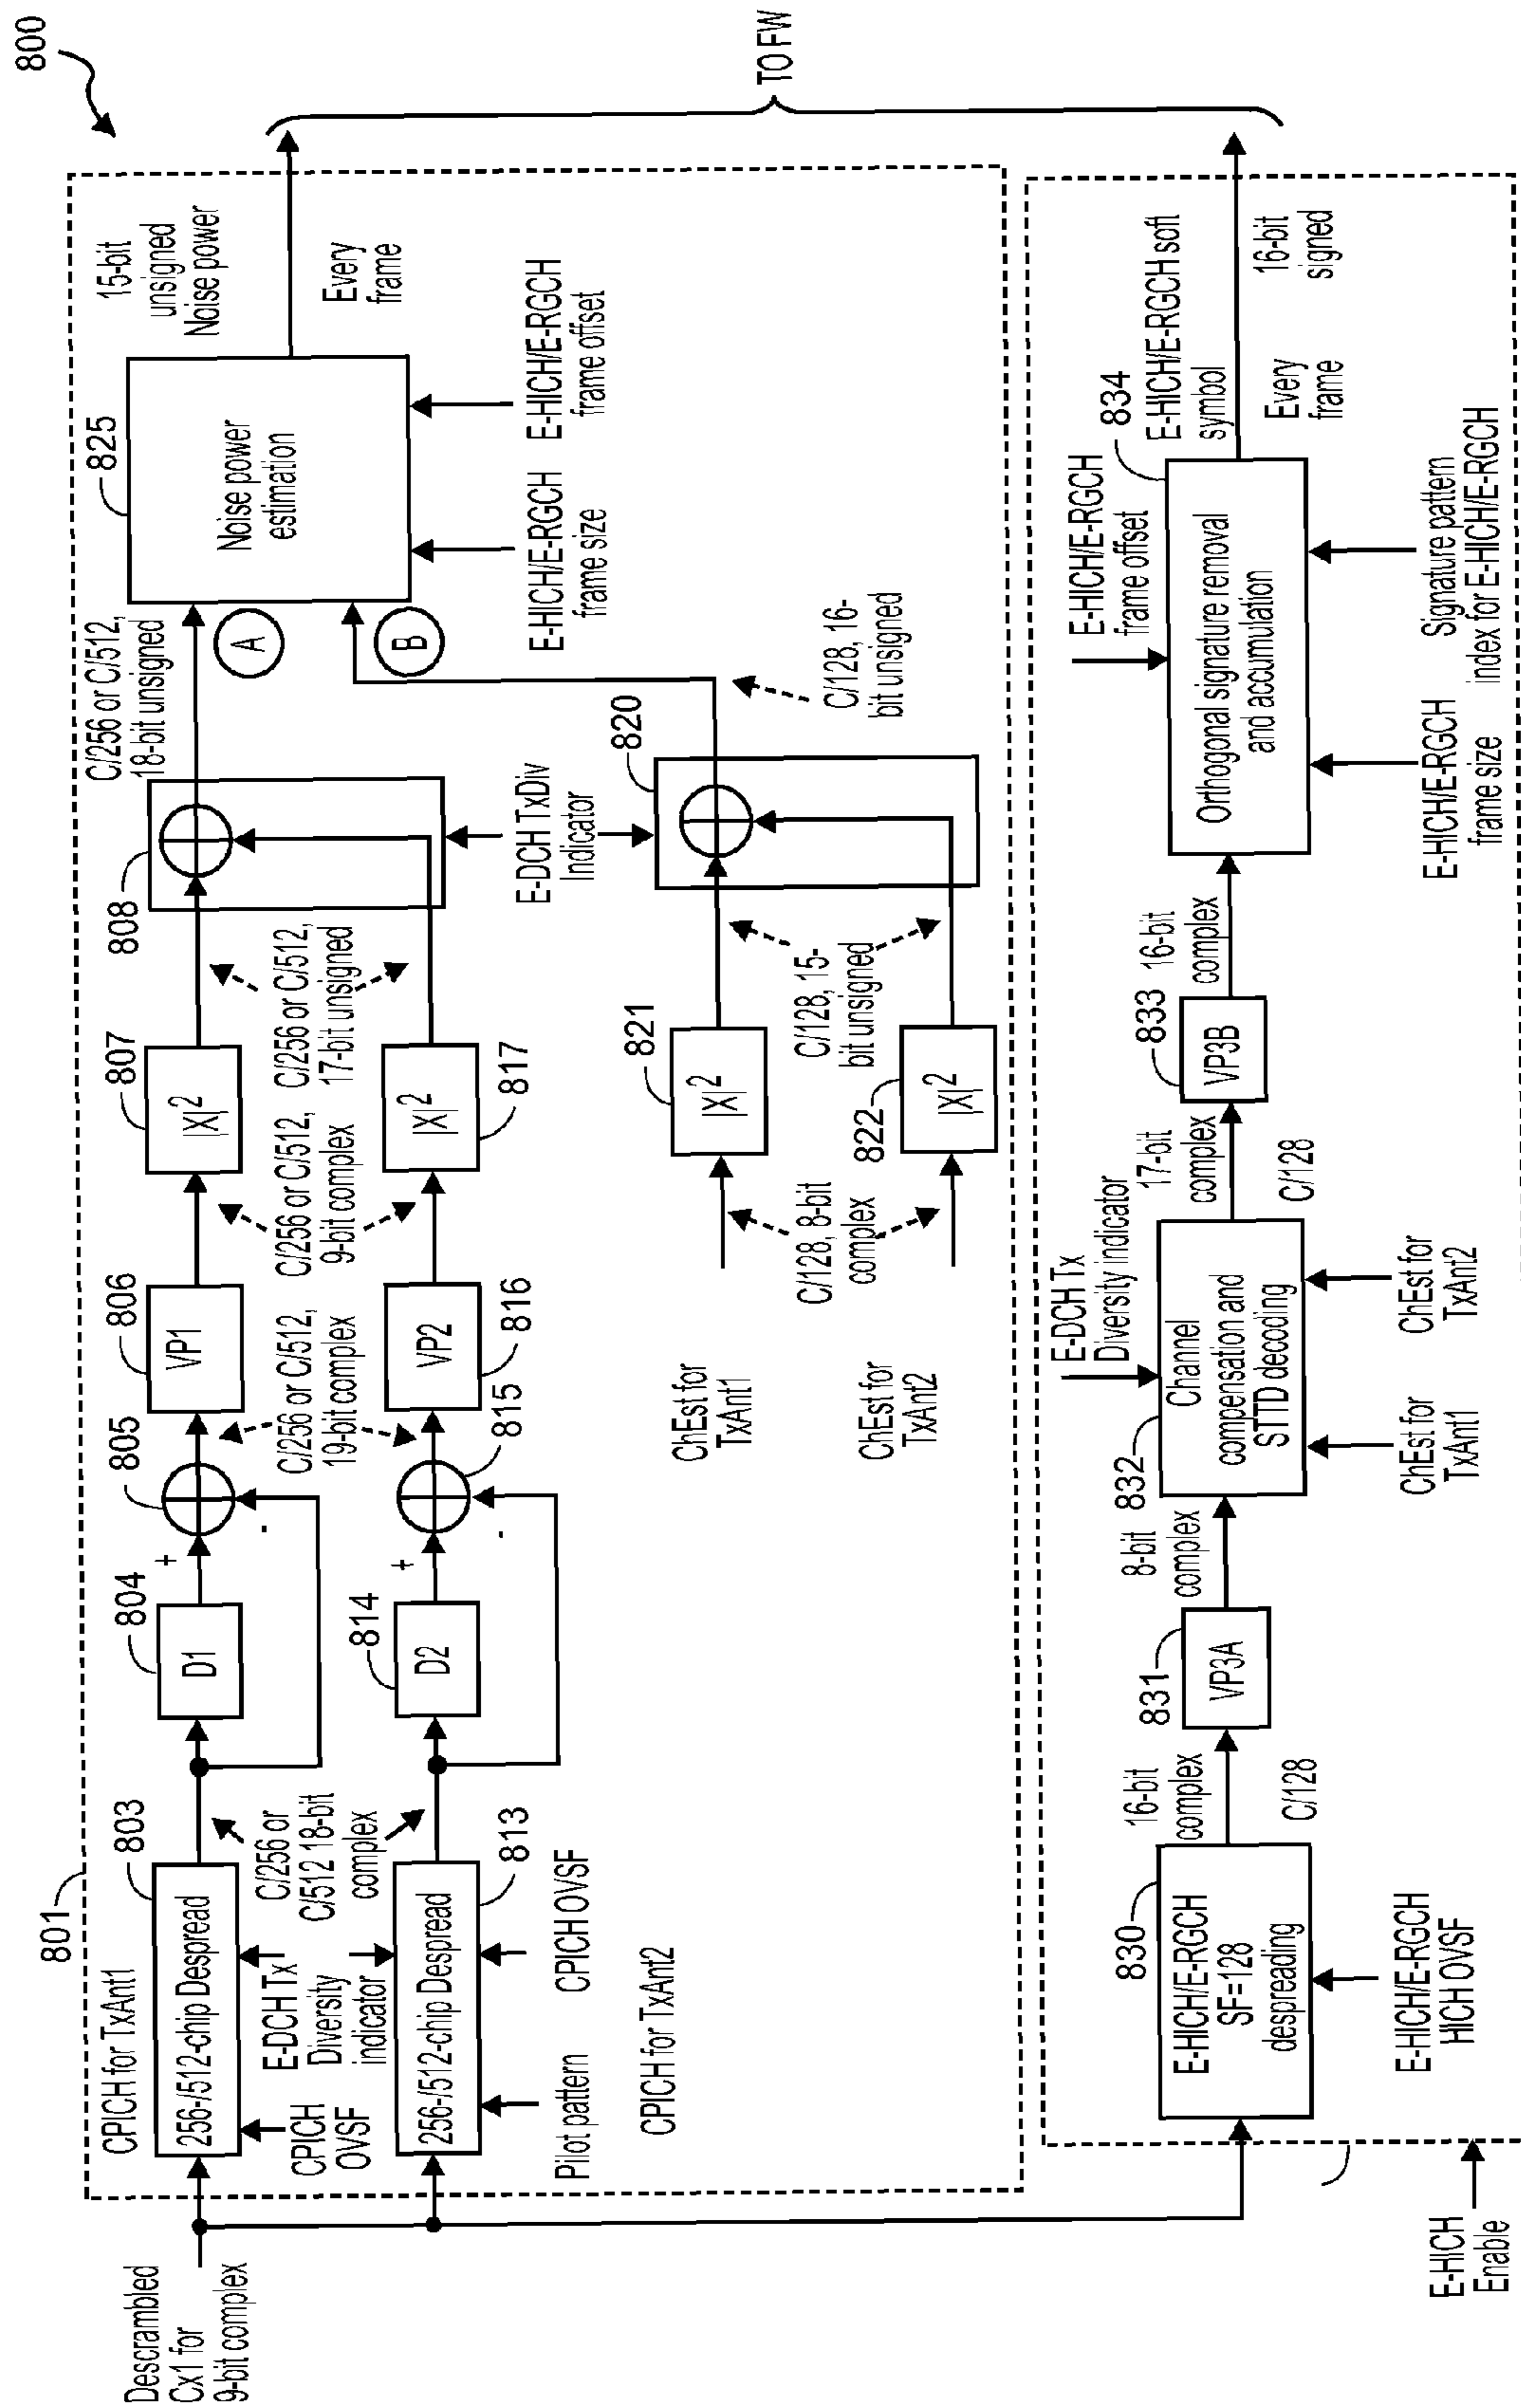 800
801
Descrambled
Cx1 for
9-bit complex
CPICH for TxAnt1
803
256-/512-chip Despread
CPICH
OVSF
E-DCH Tx
Diversity
indicator
C/256 or
C/512 18-bit
complex
256-/512-chip Despread
813
Pilot pattern
CPICH OVSF
CPICH for TxAnt2
804
D1
+
-
805
814
D2
+
-
815
C/256 or C/512,
19-bit complex
806
VP1
VP2
816
C/256 or C/512,
9-bit complex
807
|X|²
|X|²
817
C/256 or C/512,
17-bit unsigned
808
C/256 or C/512,
18-bit unsigned
E-DCH TxDiv
Indicator
A
B
825
Noise power
estimation
E-HICH/E-RGCH
frame size
E-HICH/E-RGCH
frame offset
15-bit
unsigned
Noise power
Every
frame
TO FW
ChEst for
TxAnt1
ChEst for
TxAnt2
C/128, 8-bit
complex
821
|X|²
822
|X|²
C/128, 15-
bit unsigned
820
C/128, 16-
bit unsigned
E-HICH
Enable
830
E-HICH/E-RGCH
SF=128
despreading
E-HICH/E-RGCH
HICH OVSF
16-bit
complex
C/128
831
VP3A
8-bit
complex
832
E-DCH Tx
Diversity indicator
Channel
compensation and
STTD decoding
ChEst for
TxAnt1
ChEst for
TxAnt2
17-bit
complex
C/128
833
VP3B
16-bit
complex
E-HICH/E-RGCH
frame offset
834
Orthogonal signature removal
and accumulation
E-HICH/E-RGCH
frame size
Signature pattern
index for E-HICH/E-RGCH
E-HICH/E-RGCH soft
symbol
Every
frame
16-bit
signed